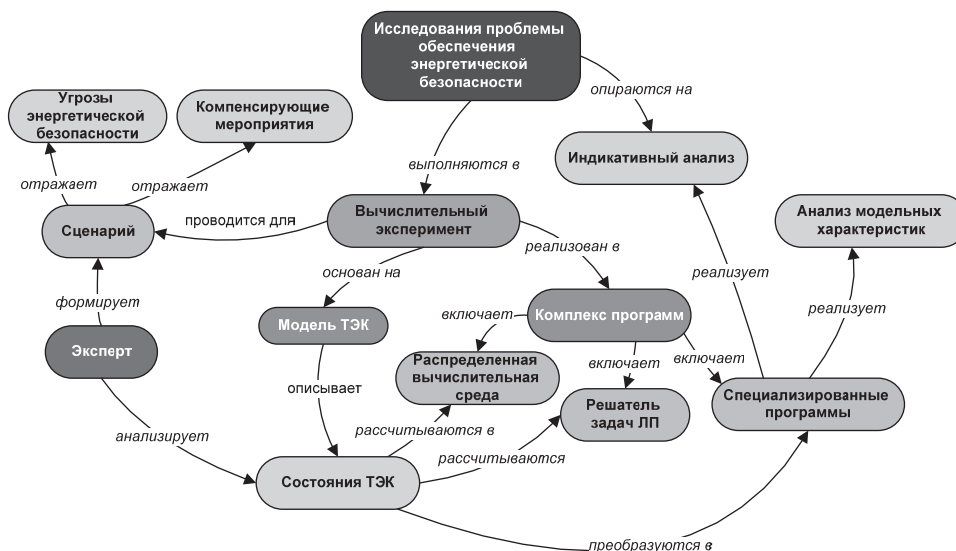 Исследования проблемы
обеспечения
энергетической
безопасности
опираются на
Угрозы
энергетической
безопасности
Компенсирующие
мероприятия
Индикативный анализ
выполняются в
отражает
отражает
Сценарий
проводится для
Вычислительный
эксперимент
Анализ модельных
характеристик
реализован в
реализует
основан на
формирует
Модель ТЭК
включает
Комплекс программ
реализует
Эксперт
Распределенная
вычислительная
среда
включает
включает
описывает
Решатель
задач ЛП
Специализированные
программы
анализирует
рассчитываются в
рассчитываются
Состояния ТЭК
преобразуются в